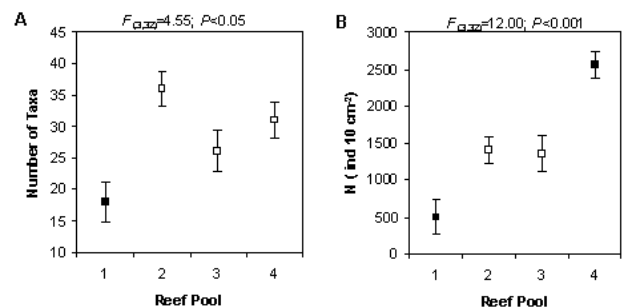 A
F(3,32)=4.55; P<0.05
Number of Taxa
45
40
35
30
25
20
15
10
1 2 3 4
Reef Pool
B
F(3,32)=12.00; P<0.001
N ( ind 10 cm-2)
3000
2500
2000
1500
1000
500
0
1 2 3 4
Reef Pool